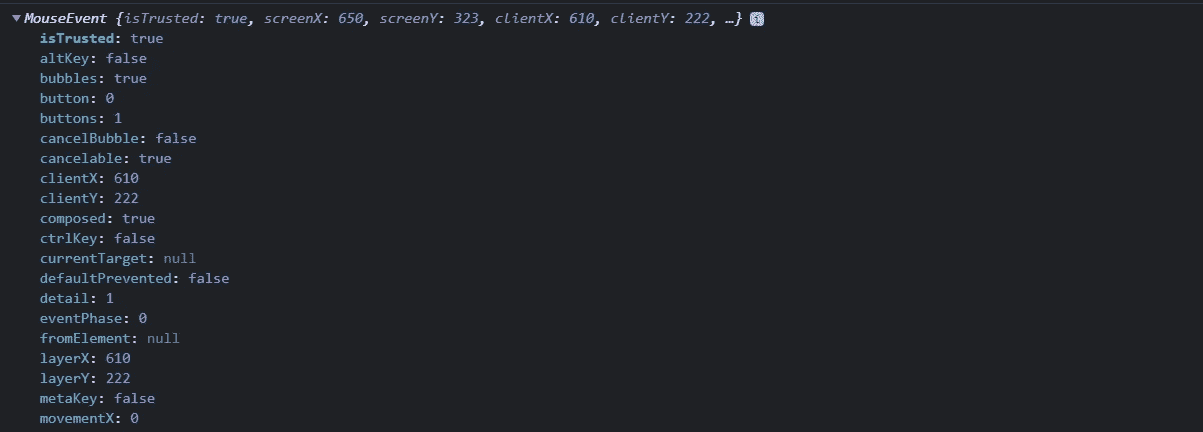 ▼MouseEvent {isTrusted: true, screenX: 650, screenY: 323, clientX: 610, clientY: 222, …} i
isTrusted: true
altKey: false
bubbles: true
button: 0
buttons: 1
cancelBubble: false
cancelable: true
clientX: 610
clientY: 222
composed: true
ctrlKey: false
currentTarget: null
defaultPrevented: false
detail: 1
eventPhase: 0
fromElement: null
layerX: 610
layerY: 222
metaKey: false
movementX: 0